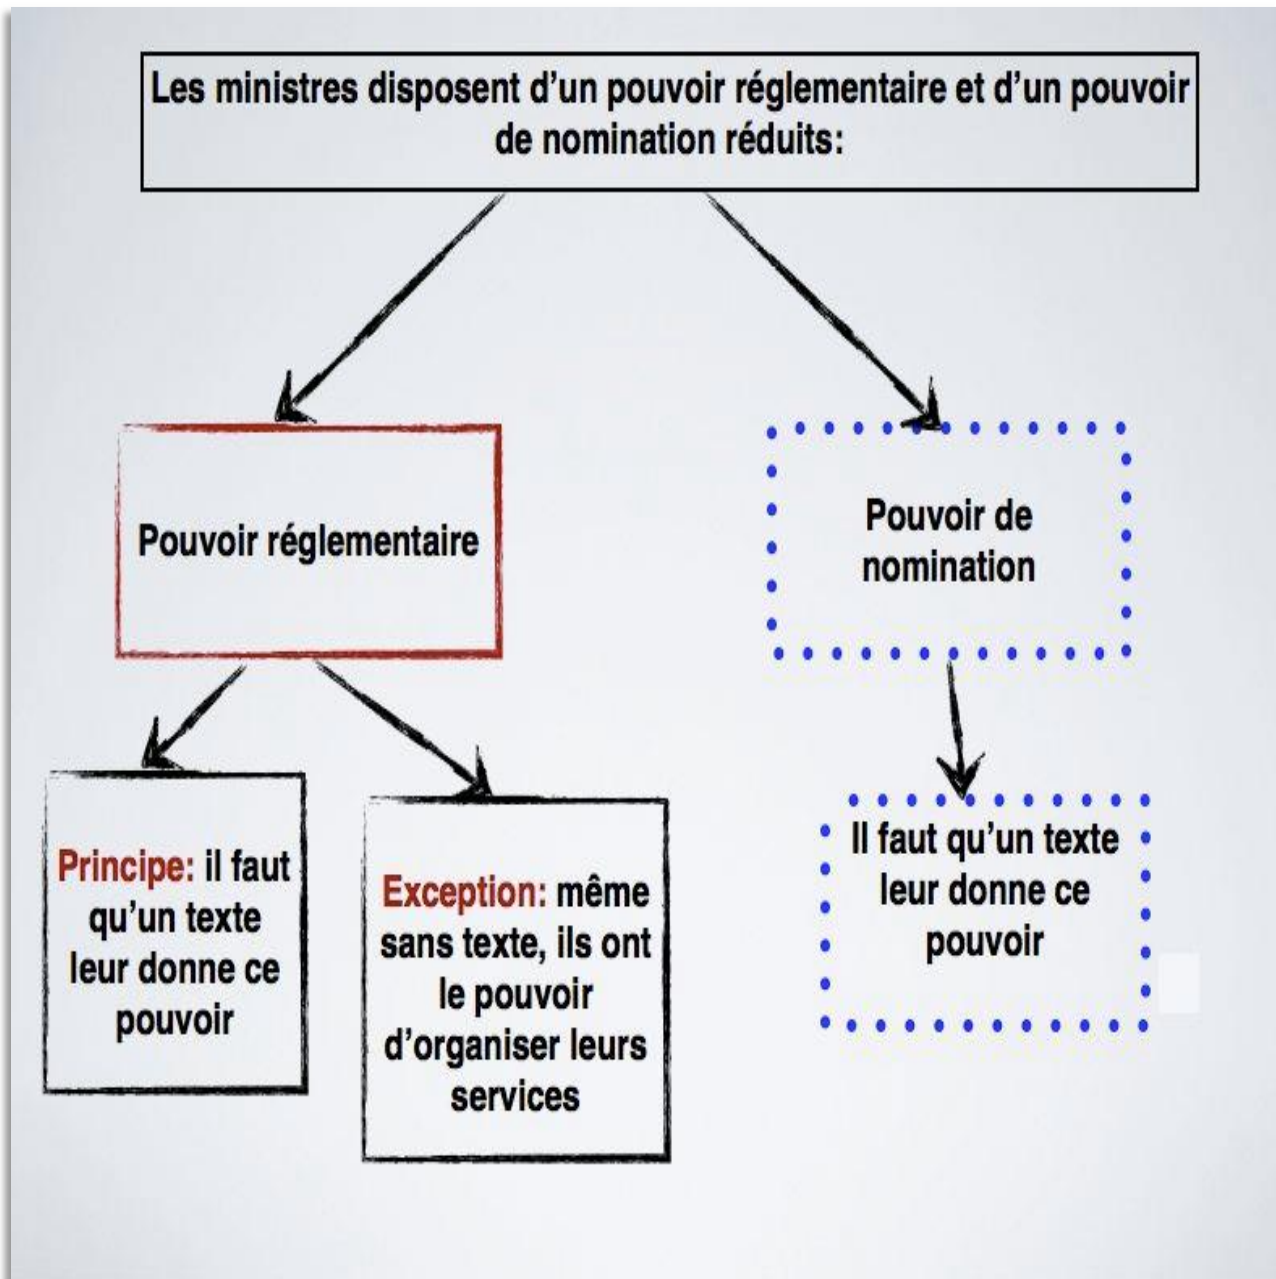 Les ministres disposent d'un pouvoir réglementaire et d'un pouvoir
de nomination réduits:
Pouvoir réglementaire
Pouvoir de
nomination
Principe: il faut
qu'un texte
leur donne ce
pouvoir
Exception: même
sans texte, ils ont
le pouvoir
d'organiser leurs
services
Il faut qu'un texte
leur donne ce
pouvoir